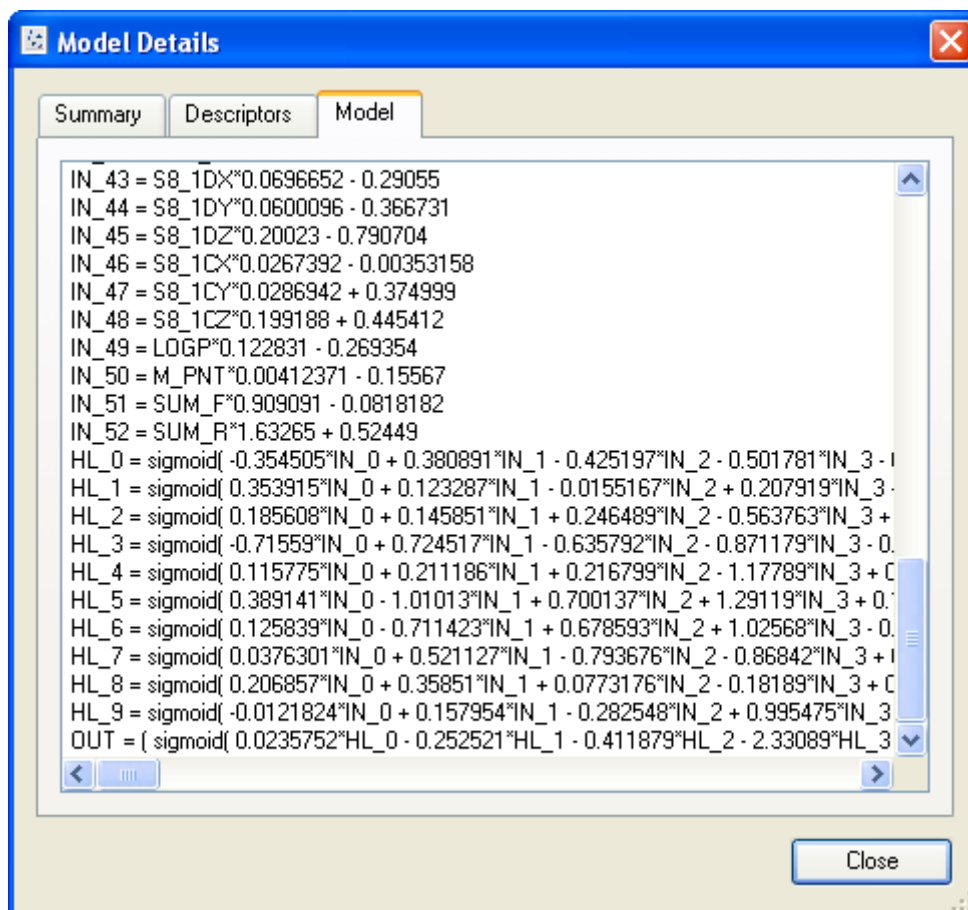 Model Details
Summary
Descriptors
Model
IN_43 = S8_1DX*0.0696652 - 0.29055
IN_44 = S8_1DY*0.0600096 - 0.366731
IN_45 = S8_1DZ*0.20023 - 0.790704
IN_46 = S8_1CX*0.0267392 - 0.00353158
IN_47 = S8_1CY*0.0286942 + 0.374999
IN_48 = S8_1CZ*0.199188 + 0.445412
IN_49 = LOGP*0.122831 - 0.269354
IN_50 = M_PNT*0.00412371 - 0.15567
IN_51 = SUM_F*0.909091 - 0.0818182
IN_52 = SUM_R*1.63265 + 0.52449
HL_0 = sigmoid( -0.354505*IN_0 + 0.380891*IN_1 - 0.425197*IN_2 - 0.501781*IN_3 -
HL_1 = sigmoid( 0.353915*IN_0 + 0.123287*IN_1 - 0.0155167*IN_2 + 0.207919*IN_3 -
HL_2 = sigmoid( 0.185608*IN_0 + 0.145851*IN_1 + 0.246489*IN_2 - 0.563763*IN_3 +
HL_3 = sigmoid( -0.71559*IN_0 + 0.724517*IN_1 - 0.635792*IN_2 - 0.871179*IN_3 - 0.
HL_4 = sigmoid( 0.115775*IN_0 + 0.211186*IN_1 + 0.216799*IN_2 - 1.17789*IN_3 +
HL_5 = sigmoid( 0.389141*IN_0 - 1.01013*IN_1 + 0.700137*IN_2 + 1.29119*IN_3 + 0.
HL_6 = sigmoid( 0.125839*IN_0 - 0.711423*IN_1 + 0.678593*IN_2 + 1.02568*IN_3 - 0.
HL_7 = sigmoid( 0.0376301*IN_0 + 0.521127*IN_1 - 0.793676*IN_2 - 0.86842*IN_3 +
HL_8 = sigmoid( 0.206857*IN_0 + 0.35851*IN_1 + 0.0773176*IN_2 - 0.18189*IN_3 +
HL_9 = sigmoid( -0.0121824*IN_0 + 0.157954*IN_1 - 0.282548*IN_2 + 0.995475*IN_3
OUT = ( sigmoid( 0.0235752*HL_0 - 0.252521*HL_1 - 0.411879*HL_2 - 2.33089*HL_3
Close